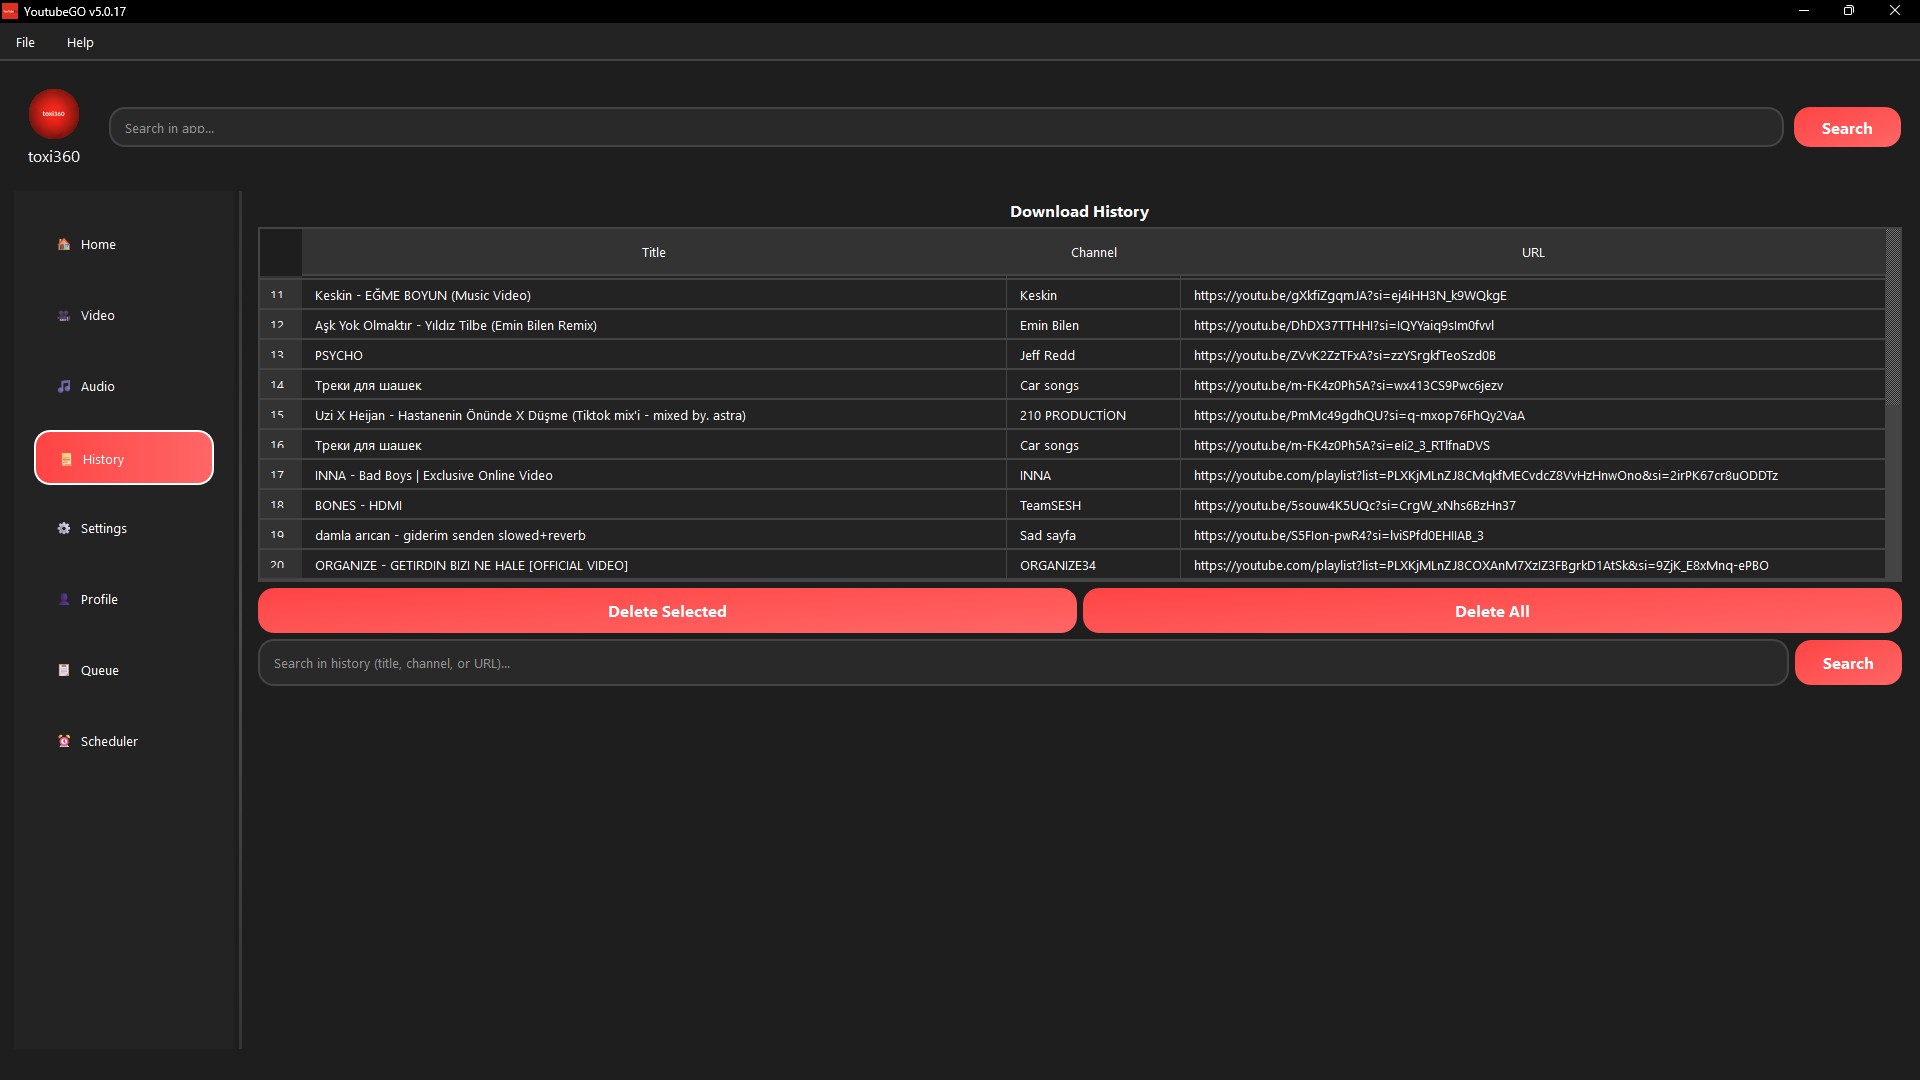 YoutubeGO v5.0.17
File Help
toxi360
Search in app...
Search
toxi360
Home
Video
Audio
History
Settings
Profile
Queue
Scheduler
Download History
Title Channel URL
11 Keskin - EĞME BOYUN (Music Video) Keskin https://youtu.be/gXkfiZgqmJA?si=ej4iHH3N_k9WQkgE
12 Aşk Yok Olmaktır - Yıldız Tilbe (Emin Bilen Remix) Emin Bilen https://youtu.be/DhDX37TTHHI?si=IQYYaiq9sIm0fvvl
13 PSYCHO Jeff Redd https://youtu.be/ZVvK2ZzTFxA?si=zzYSrgkfTeoSzd0B
14 Треки для шашек Car songs https://youtu.be/m-FK4z0Ph5A?si=wx413CS9Pwc6jezv
15 Uzi X Heijan - Hastanenin Önünde X Düşme (Tiktok mix'i - mixed by. astra) 210 PRODUCTİON https://youtu.be/PmMc49gdhQU?si=q-mxop76FhQy2VaA
16 Треки для шашек Car songs https://youtu.be/m-FK4z0Ph5A?si=eIi2_3_RTlfnaDVS
17 INNA - Bad Boys | Exclusive Online Video INNA https://youtube.com/playlist?list=PLXKjMLnZJ8CMqkfMECvdcZ8VvHzHnwOno&si=2irPK67cr8uODDTz
18 BONES - HDMI TeamSESH https://youtu.be/5souw4K5UQc?si=CrgW_xNhs6BzHn37
19 damla arıcan - giderim senden slowed+reverb Sad sayfa https://youtu.be/S5FIon-pwR4?si=lviSPfd0EHIIAB_3
20 ORGANIZE - GETIRDIN BIZI NE HALE [OFFICIAL VIDEO] ORGANIZE34 https://youtube.com/playlist?list=PLXKjMLnZJ8COXAnM7XzIZ3FBgrkD1AtSk&si=9ZjK_E8xMnq-ePBO
Delete Selected Delete All
Search in history (title, channel, or URL)...
Search